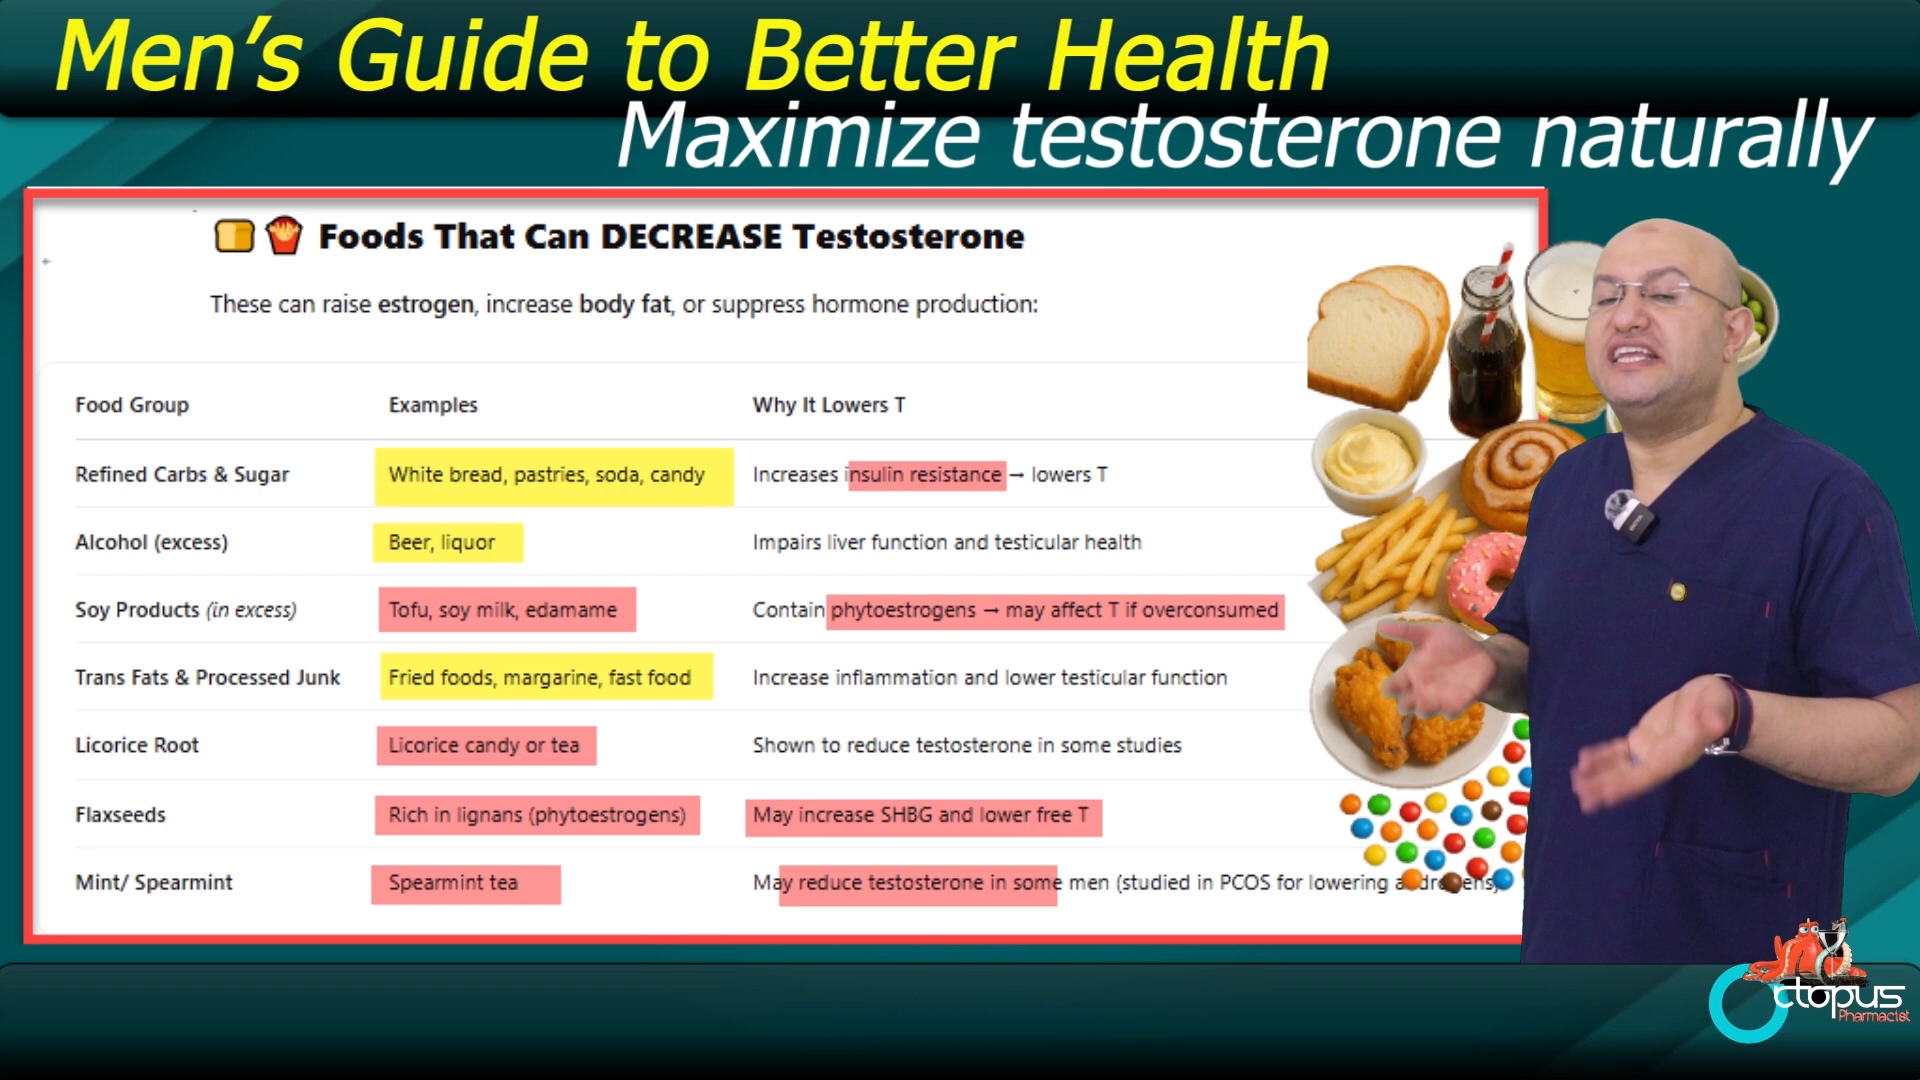 Men's Guide to Better Health
Maximize testosterone naturally
Foods That Can DECREASE Testosterone
These can raise estrogen, increase body fat, or suppress hormone production:
Food Group Examples Why It Lowers T
Refined Carbs & Sugar White bread, pastries, soda, candy Increases insulin resistance → lowers T
Alcohol (excess) Beer, liquor Impairs liver function and testicular health
Soy Products (in excess) Tofu, soy milk, edamame Contain phytoestrogens → may affect T if overconsumed
Trans Fats & Processed Junk Fried foods, margarine, fast food Increase inflammation and lower testicular function
Licorice Root Licorice candy or tea Shown to reduce testosterone in some studies
Flaxseeds Rich in lignans (phytoestrogens) May increase SHBG and lower free T
Mint/ Spearmint Spearmint tea May reduce testosterone in some men (studied in PCOS for lowering androgens)
Octopus
Pharmacist